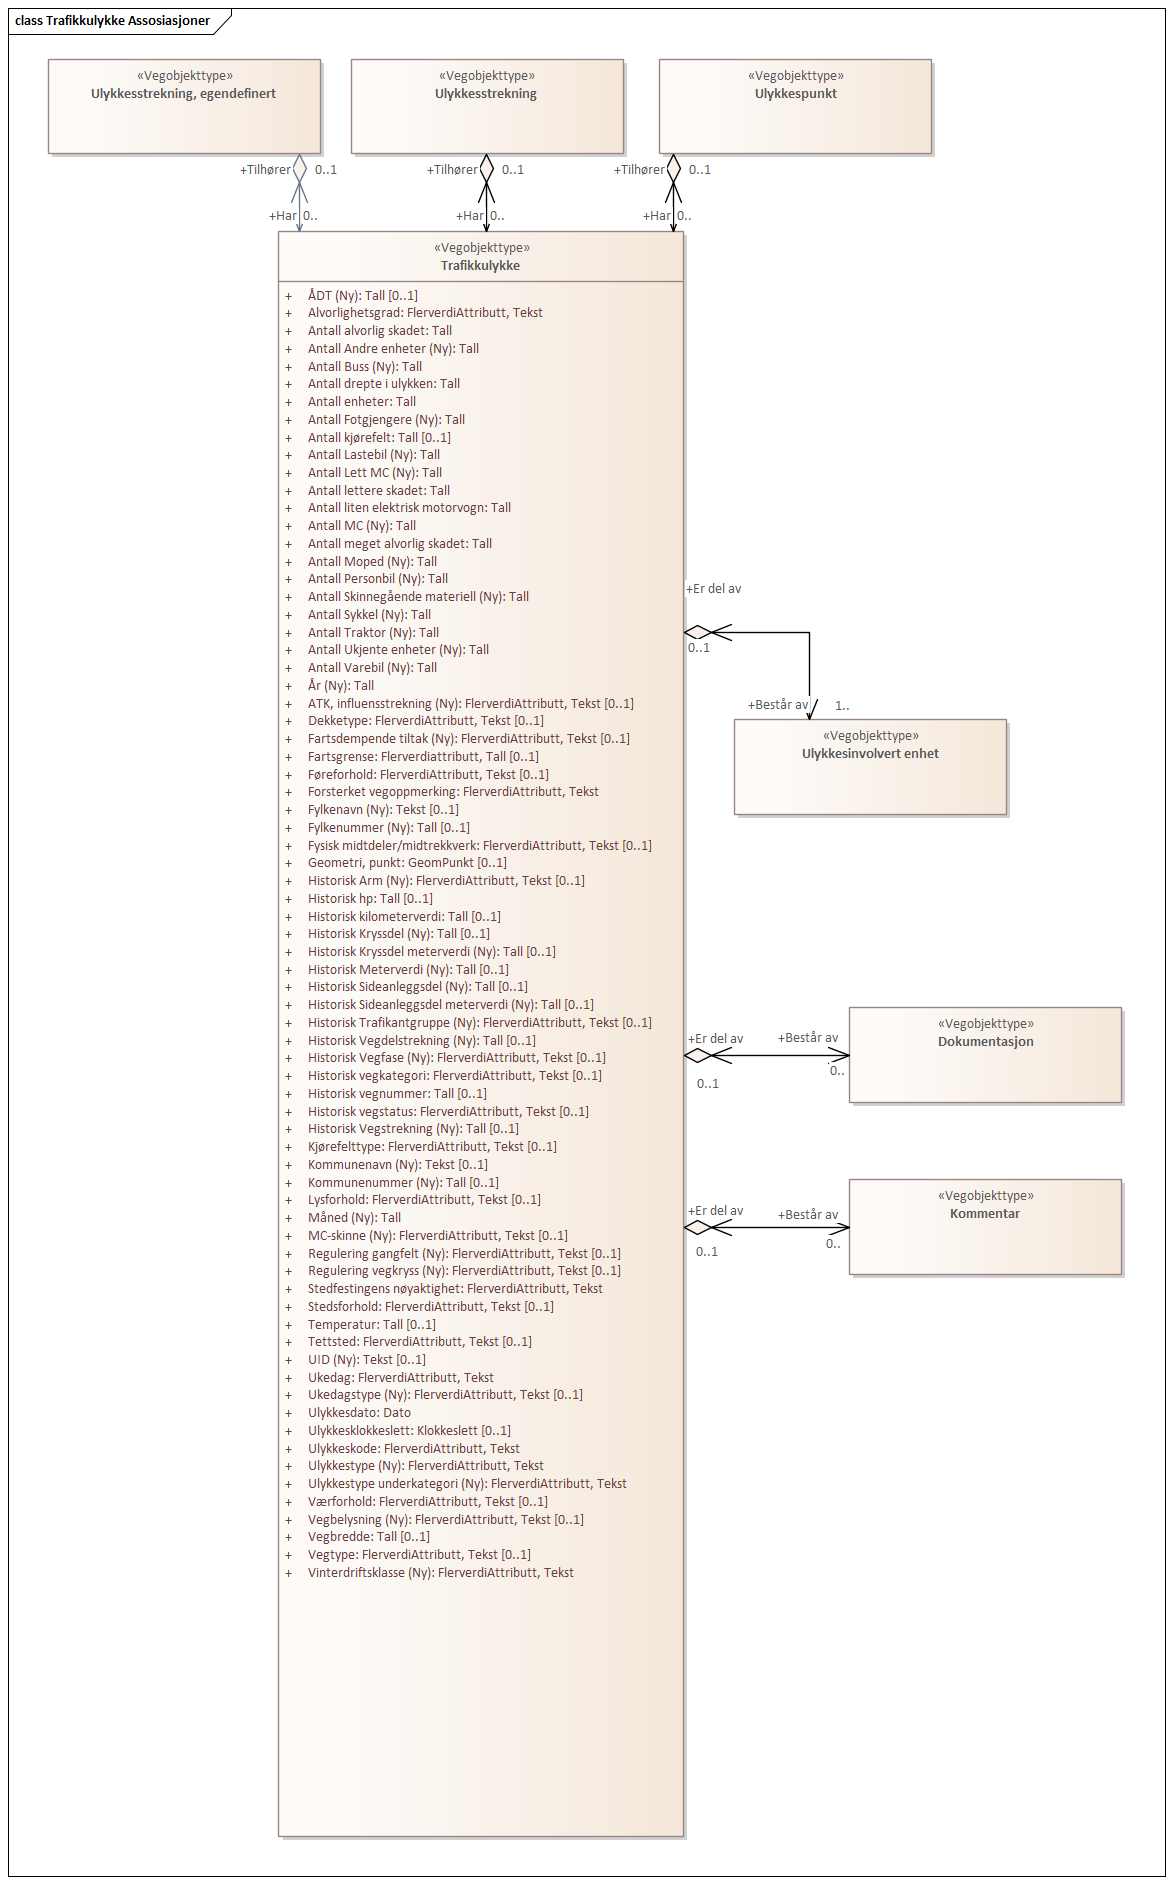 class Trafikkulykke Assosiasjoner
«Vegobjekttype»
Ulykkesstrekning, egendefinert
«Vegobjekttype»
Ulykkesstrekning
«Vegobjekttype»
Ulykkespunkt
+Tilhører 0..1
+Har 0..
+Tilhører 0..1
+Har 0..
+Tilhører 0..1
+Har 0..
«Vegobjekttype»
Trafikkulykke
+ ÅDT (Ny): Tall [0..1]
+ Alvorlighetsgrad: FlerverdiAttributt, Tekst
+ Antall alvorlig skadet: Tall
+ Antall Andre enheter (Ny): Tall
+ Antall Buss (Ny): Tall
+ Antall drepte i ulykken: Tall
+ Antall enheter: Tall
+ Antall Fotgjengere (Ny): Tall
+ Antall kjørefelt: Tall [0..1]
+ Antall Lastebil (Ny): Tall
+ Antall Lett MC (Ny): Tall
+ Antall lettere skadet: Tall
+ Antall liten elektrisk motorvogn: Tall
+ Antall MC (Ny): Tall
+ Antall meget alvorlig skadet: Tall
+ Antall Moped (Ny): Tall
+ Antall Personbil (Ny): Tall
+ Antall Skinnegående materiell (Ny): Tall
+ Antall Sykkel (Ny): Tall
+ Antall Traktor (Ny): Tall
+ Antall Ukjente enheter (Ny): Tall
+ Antall Varebil (Ny): Tall
+ År (Ny): Tall
+ ATK, influensstrekning (Ny): FlerverdiAttributt, Tekst [0..1]
+ Dekketype: FlerverdiAttributt, Tekst [0..1]
+ Fartsdempende tiltak (Ny): FlerverdiAttributt, Tekst [0..1]
+ Fartsgrense: Flerverdiattributt, Tall [0..1]
+ Føreforhold: FlerverdiAttributt, Tekst [0..1]
+ Forsterket vegoppmerking: FlerverdiAttributt, Tekst
+ Fylkenavn (Ny): Tekst [0..1]
+ Fylkenummer (Ny): Tall [0..1]
+ Fysisk midtdeler/midtrekkverk: FlerverdiAttributt, Tekst [0..1]
+ Geometri, punkt: GeomPunkt [0..1]
+ Historisk Arm (Ny): FlerverdiAttributt, Tekst [0..1]
+ Historisk hp: Tall [0..1]
+ Historisk kilometerverdi: Tall [0..1]
+ Historisk Kryssdel (Ny): Tall [0..1]
+ Historisk Kryssdel meterverdi (Ny): Tall [0..1]
+ Historisk Meterverdi (Ny): Tall [0..1]
+ Historisk Sideanleggsdel (Ny): Tall [0..1]
+ Historisk Sideanleggsdel meterverdi (Ny): Tall [0..1]
+ Historisk Trafikantgruppe (Ny): FlerverdiAttributt, Tekst [0..1]
+ Historisk Vegdelstrekning (Ny): Tall [0..1]
+ Historisk Vegfase (Ny): FlerverdiAttributt, Tekst [0..1]
+ Historisk vegkategori: FlerverdiAttributt, Tekst [0..1]
+ Historisk vegnummer: Tall [0..1]
+ Historisk vegstatus: FlerverdiAttributt, Tekst [0..1]
+ Historisk Vegstrekning (Ny): Tall [0..1]
+ Kjørefelttype: FlerverdiAttributt, Tekst [0..1]
+ Kommunenavn (Ny): Tekst [0..1]
+ Kommunenummer (Ny): Tall [0..1]
+ Lysforhold: FlerverdiAttributt, Tekst [0..1]
+ Måned (Ny): Tall
+ MC-skinne (Ny): FlerverdiAttributt, Tekst [0..1]
+ Regulering gangfelt (Ny): FlerverdiAttributt, Tekst [0..1]
+ Regulering vegkryss (Ny): FlerverdiAttributt, Tekst [0..1]
+ Stedfestingens nøyaktighet: FlerverdiAttributt, Tekst
+ Stedsforhold: FlerverdiAttributt, Tekst [0..1]
+ Temperatur: Tall [0..1]
+ Tettsted: FlerverdiAttributt, Tekst [0..1]
+ UID (Ny): Tekst [0..1]
+ Ukedag: FlerverdiAttributt, Tekst
+ Ukedagstype (Ny): FlerverdiAttributt, Tekst [0..1]
+ Ulykkesdato: Dato
+ Ulykkesklokkeslett: Klokkeslett [0..1]
+ Ulykkeskode: FlerverdiAttributt, Tekst
+ Ulykkestype (Ny): FlerverdiAttributt, Tekst
+ Ulykkestype underkategori (Ny): FlerverdiAttributt, Tekst
+ Værforhold: FlerverdiAttributt, Tekst [0..1]
+ Vegbelysning (Ny): FlerverdiAttributt, Tekst [0..1]
+ Vegbredde: Tall [0..1]
+ Vegtype: FlerverdiAttributt, Tekst [0..1]
+ Vinterdriftsklasse (Ny): FlerverdiAttributt, Tekst
+Er del av
0..1
+Består av 1..
«Vegobjekttype»
Ulykkesinvolvert enhet
+Er del av +Består av
0..1 0..
«Vegobjekttype»
Dokumentasjon
+Er del av +Består av
0..1 0..
«Vegobjekttype»
Kommentar